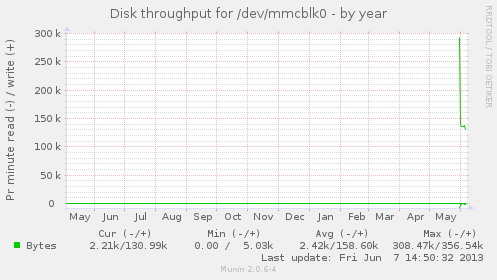 Disk throughput for /dev/mmcblk0 - by year
RRDTOOL / TOBI OETIKER
Pr minute read (-) / write (+)
300 k
250 k
200 k
150 k
100 k
50 k
0
May Jun Jul Aug Sep Oct Nov Dec Jan Feb Mar Apr May
Cur (-/+) Min (-/+) Avg (-/+) Max (-/+)
Bytes 2.21k/130.99k 0.00 / 5.03k 2.42k/158.60k 308.47k/356.54k
Last update: Fri Jun 7 14:50:32 2013
Munin 2.0.6-4